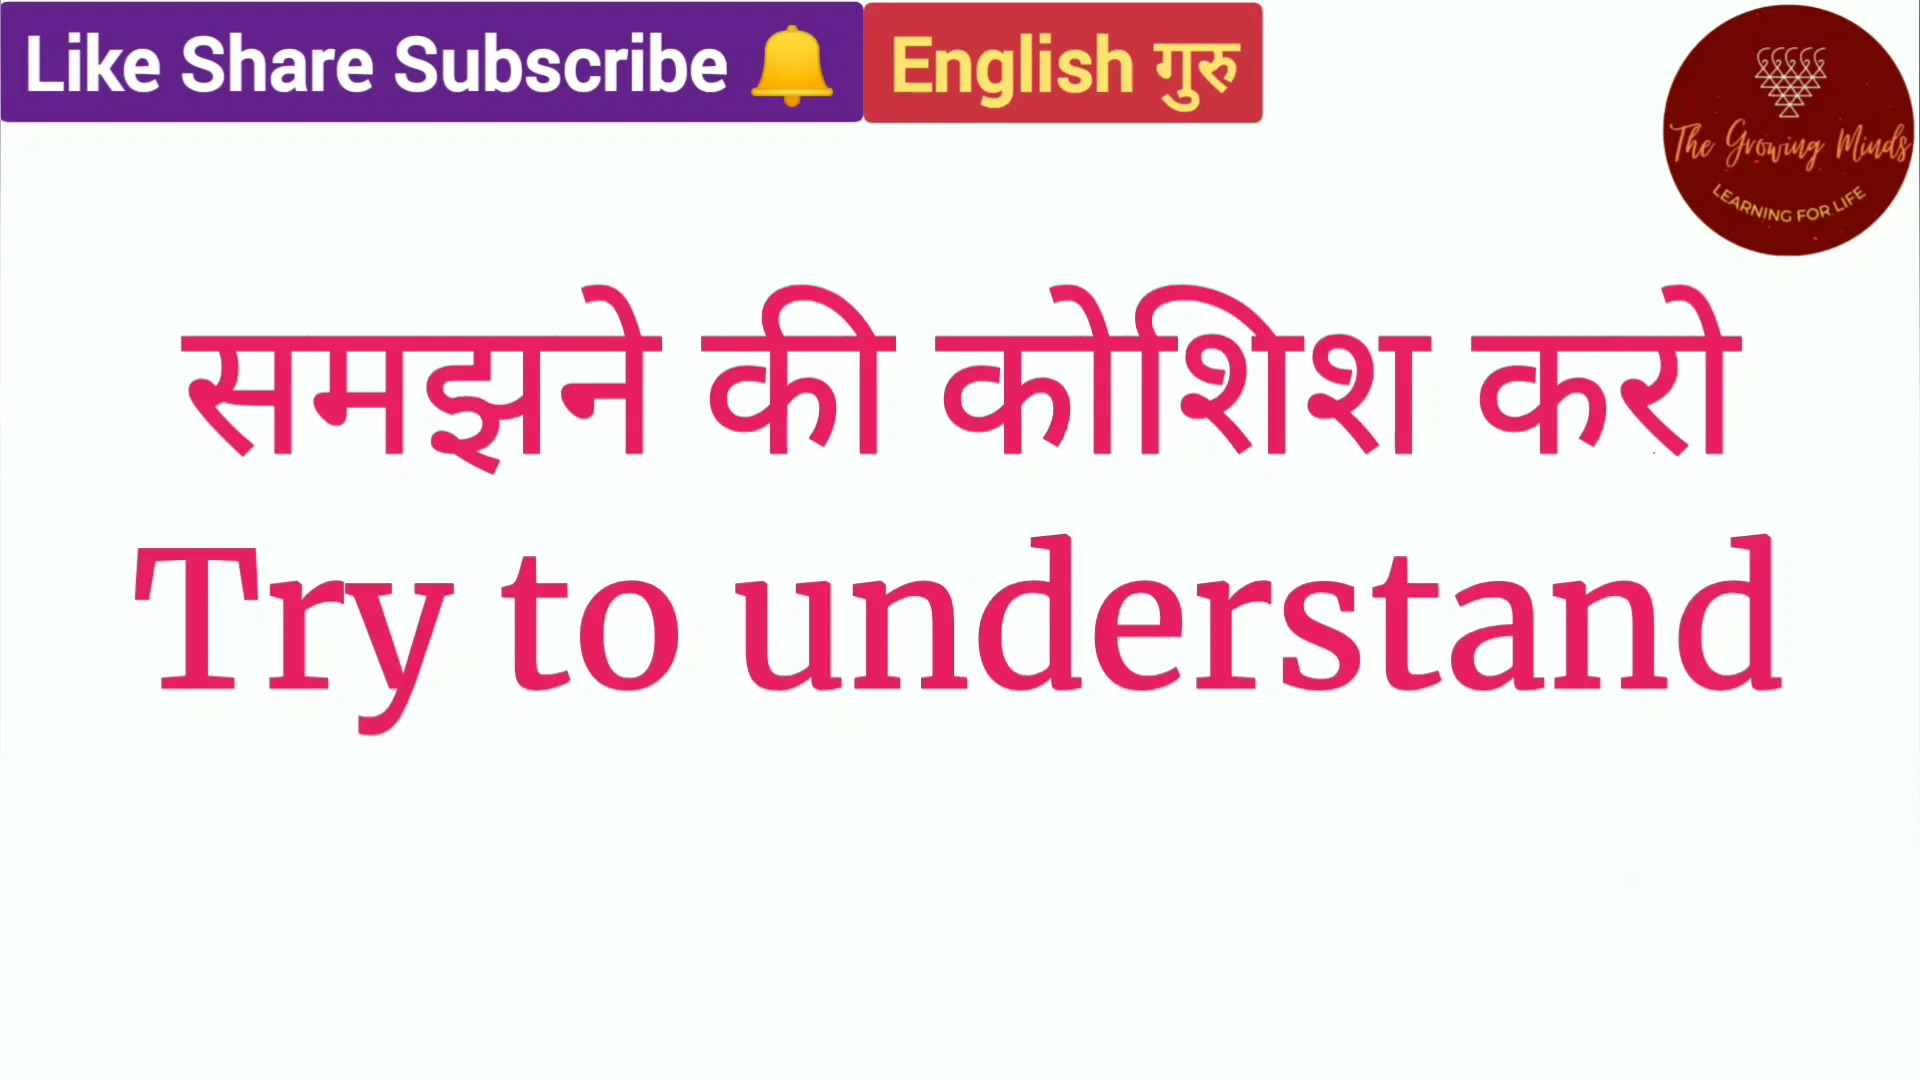 Like Share Subscribe 🔔 English गुरु
The Growing Minds
LEARNING FOR LIFE
समझने की कोशिश करो
Try to understand